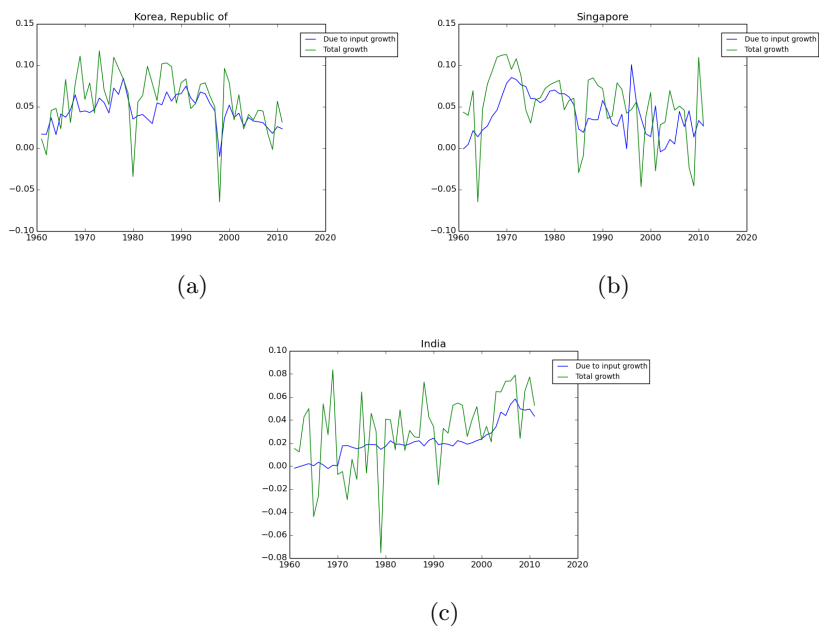 Korea, Republic of
0.15
0.10
0.05
0.00
−0.05
−0.10
1960 1970 1980 1990 2000 2010 2020
Due to input growth
Total growth
(a)
Singapore
0.15
0.10
0.05
0.00
−0.05
−0.10
1960 1970 1980 1990 2000 2010 2020
Due to input growth
Total growth
(b)
India
0.10
0.08
0.06
0.04
0.02
0.00
−0.02
−0.04
−0.06
−0.08
1960 1970 1980 1990 2000 2010 2020
Due to input growth
Total growth
(c)